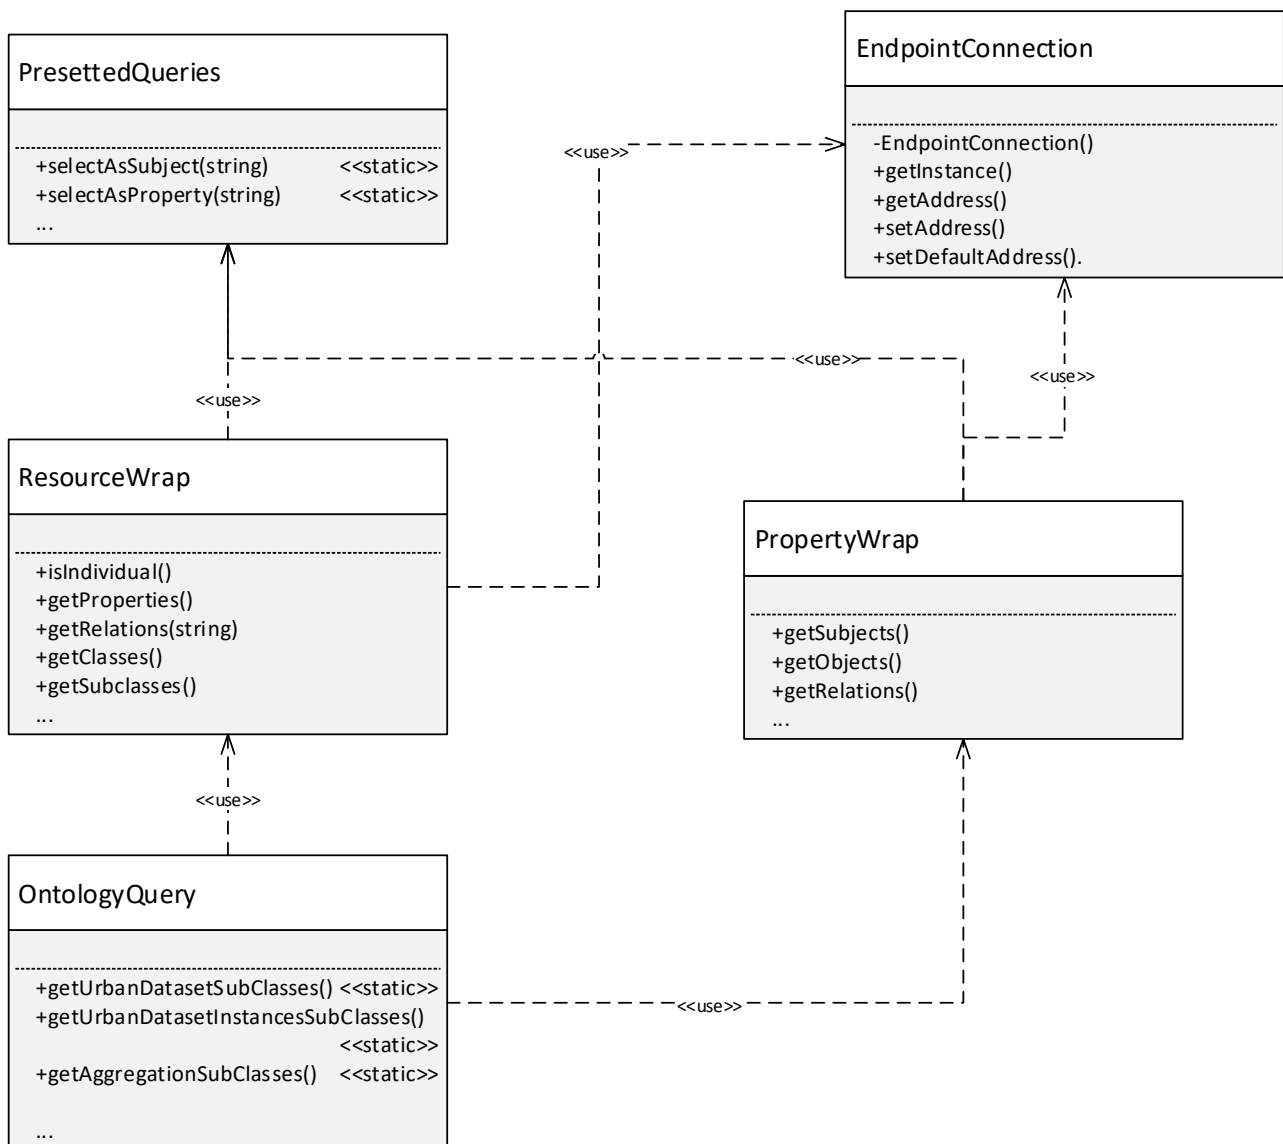 PresettedQueries
+selectAsSubject(string) <<static>>
+selectAsProperty(string) <<static>>
...
EndpointConnection
-EndpointConnection()
+getInstance()
+getAddress()
+setAddress()
+setDefaultAddress().
<<use>>
<<use>>
<<use>>
<<use>>
ResourceWrap
+isIndividual()
+getProperties()
+getRelations(string)
+getClasses()
+getSubclasses()
...
PropertyWrap
+getSubjects()
+getObjects()
+getRelations()
...
<<use>>
OntologyQuery
+getUrbanDatasetSubClasses() <<static>>
+getUrbanDatasetInstancesSubClasses()
<<static>>
+getAggregationSubClasses() <<static>>
...
<<use>>